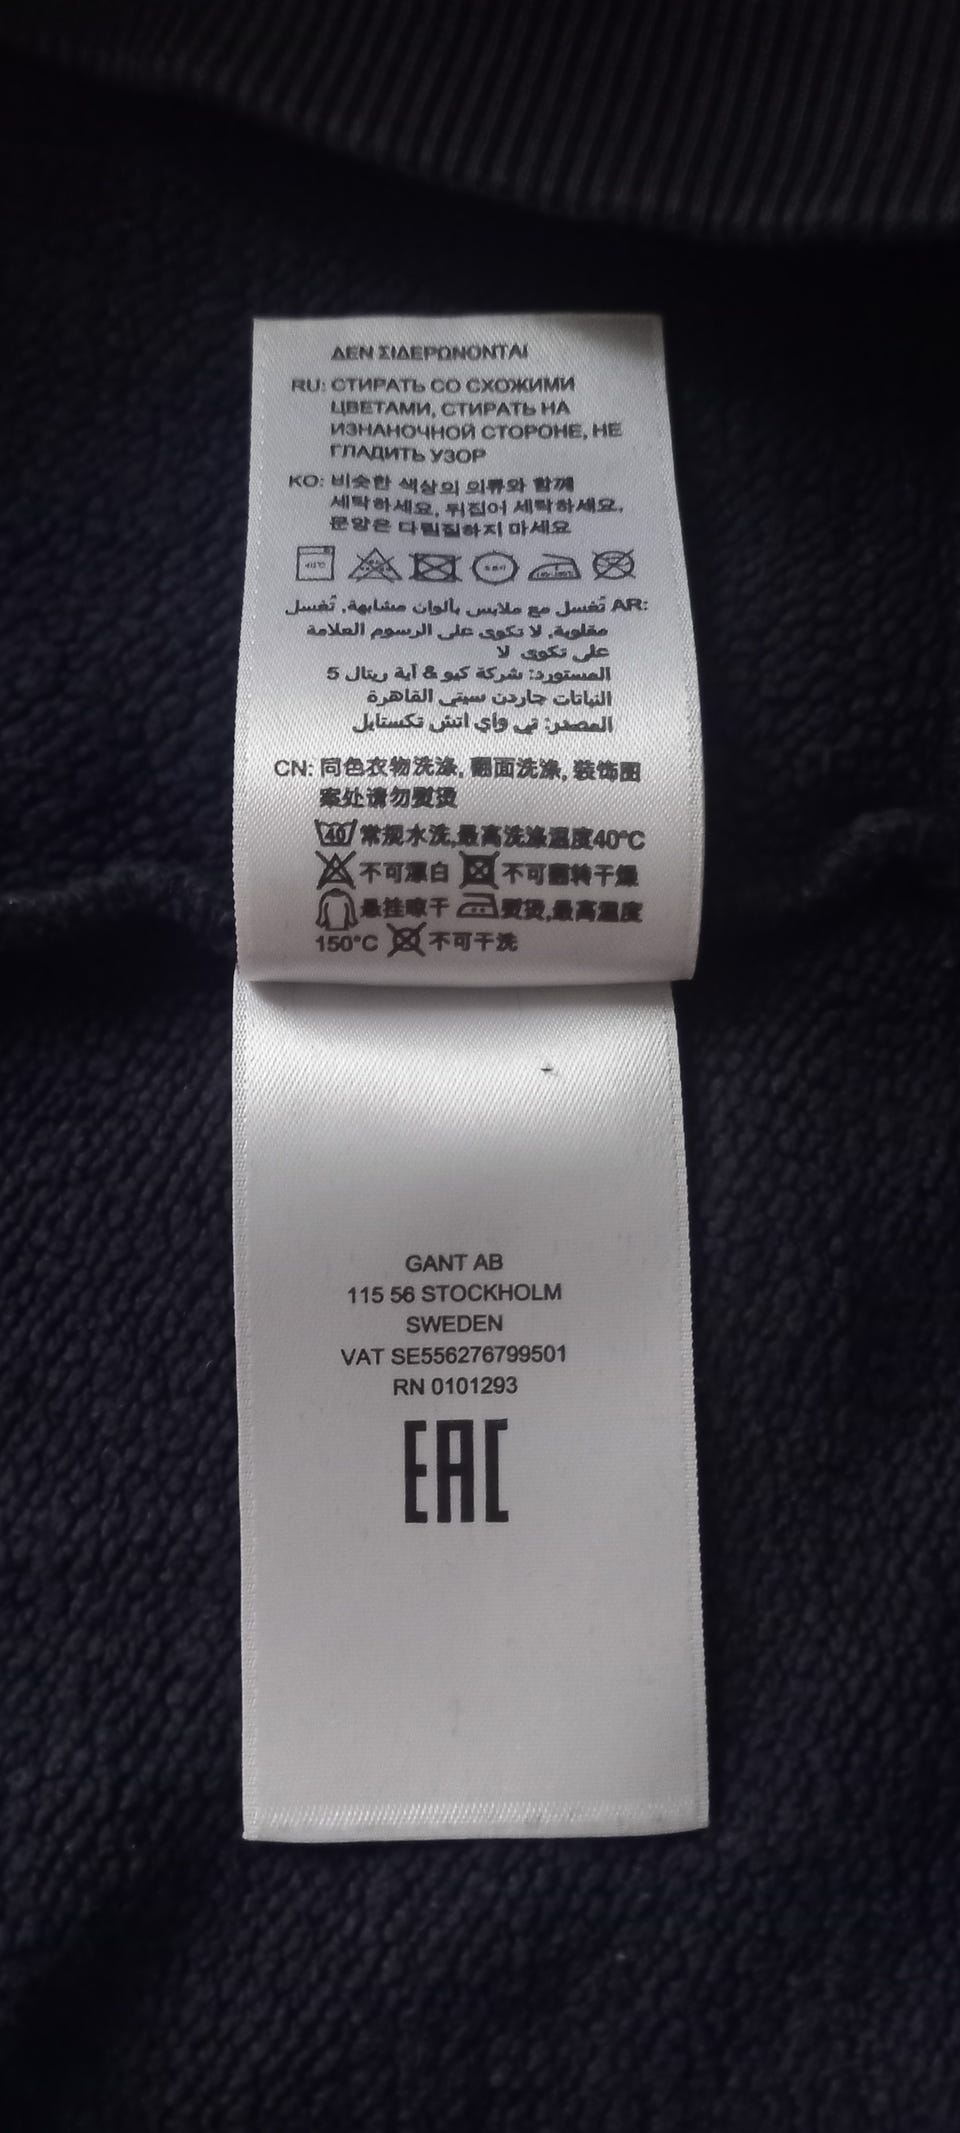 ΔΕΝ ΣΙΔΕΡΩΝΟΝΤΑΙ
RU: СТИРАТЬ СО СХОЖИМИ
ЦВЕТАМИ, СТИРАТЬ НА
ИЗНАНОЧНОЙ СТОРОНЕ, НЕ
ГЛАДИТЬ УЗОР
KO: 비슷한 색상의 의류와 함께
세탁하세요, 뒤집어 세탁하세요,
문양은 다림질하지 마세요
AR: تُغسل مع ملابس بألوان مشابهة, تُغسل
مقلوبة, لا تكوى على الرسوم العلامة
على تكوى لا
المستورد: شركة كيو & أية ريتال 5
النباتات جاردن سيتى القاهرة
المصدر: تي واي اتش تكستايل
CN: 同色衣物洗涤, 翻面洗涤, 装饰图
案处请勿熨烫
40 常规水洗,最高洗涤温度40°C
不可漂白 不可翻转干燥
悬挂晾干 熨烫,最高温度
150°C 不可干洗
GANT AB
115 56 STOCKHOLM
SWEDEN
VAT SE556276799501
RN 0101293
EAC